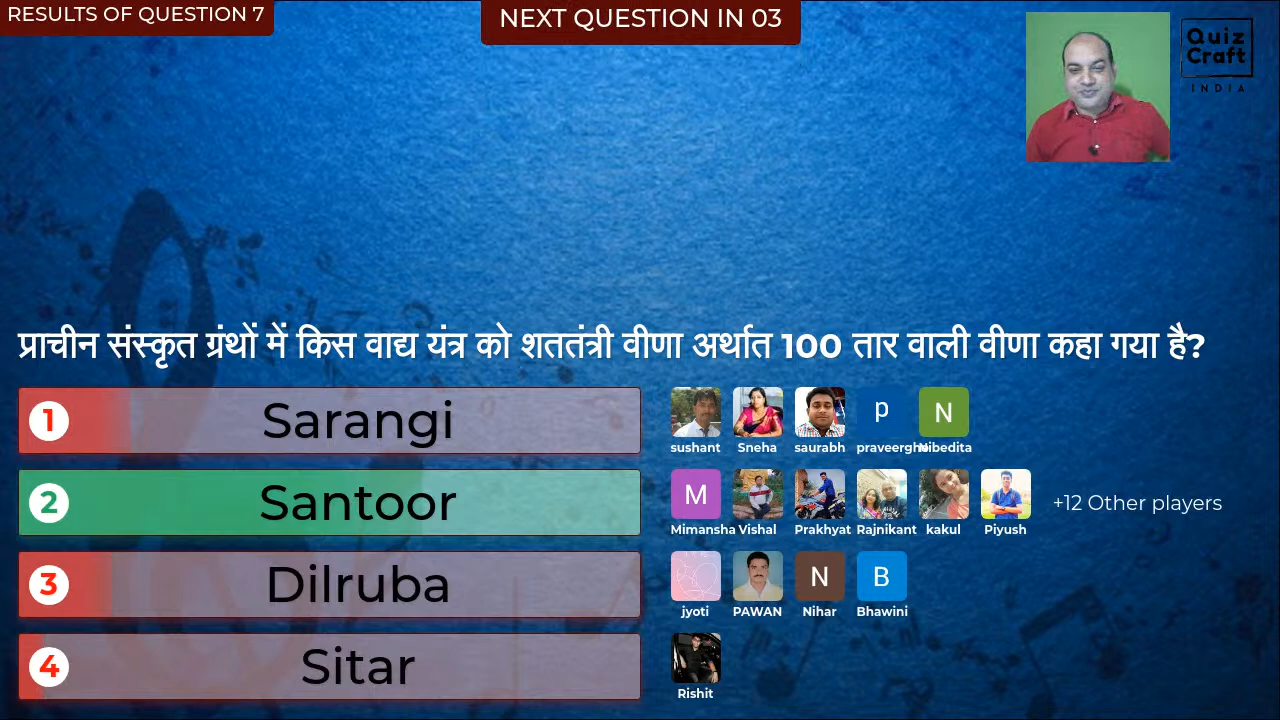 RESULTS OF QUESTION 7
NEXT QUESTION IN 03
Quiz
Craft
INDIA
प्राचीन संस्कृत ग्रंथों में किस वाद्य यंत्र को शततंत्री वीणा अर्थात 100 तार वाली वीणा कहा गया है?
1 Sarangi
sushant Sneha saurabh praveergho Nibedita
p N
2 Santoor
M
Mimansha Vishal Prakhyat Rajnikant kakul Piyush
+12 Other players
3 Dilruba
N B
jyoti PAWAN Nihar Bhawini
4 Sitar
Rishit